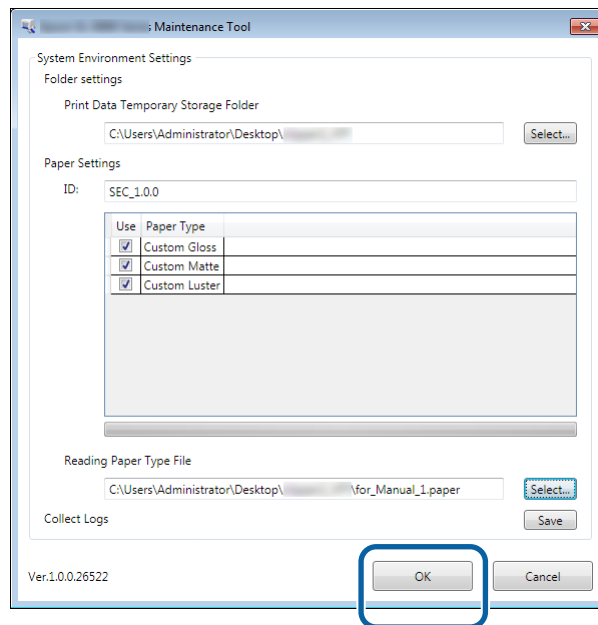 ; Maintenance Tool
System Environment Settings
Folder settings
Print Data Temporary Storage Folder
C:\Users\Administrator\Desktop\
Select...
Paper Settings
ID:
SEC_1.0.0
Use Paper Type
Custom Gloss
Custom Matte
Custom Luster
Reading Paper Type File
C:\Users\Administrator\Desktop\ \for_Manual_1.paper
Select...
Collect Logs
Save
Ver.1.0.0.26522
OK
Cancel